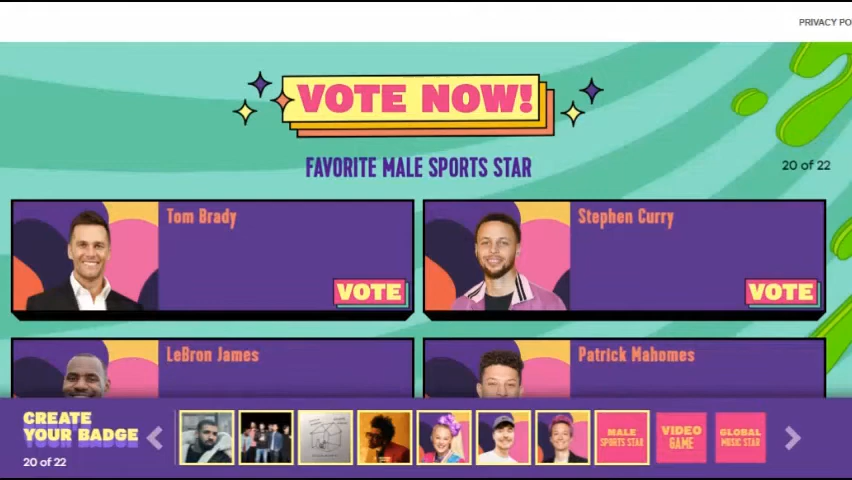 PRIVACY PO
VOTE NOW!
FAVORITE MALE SPORTS STAR
20 of 22
Tom Brady
VOTE
Stephen Curry
VOTE
LeBron James
Patrick Mahomes
CREATE
YOUR BADGE
20 of 22
MALE
SPORTS STAR
VIDEO
GAME
GLOBAL
MUSIC STAR